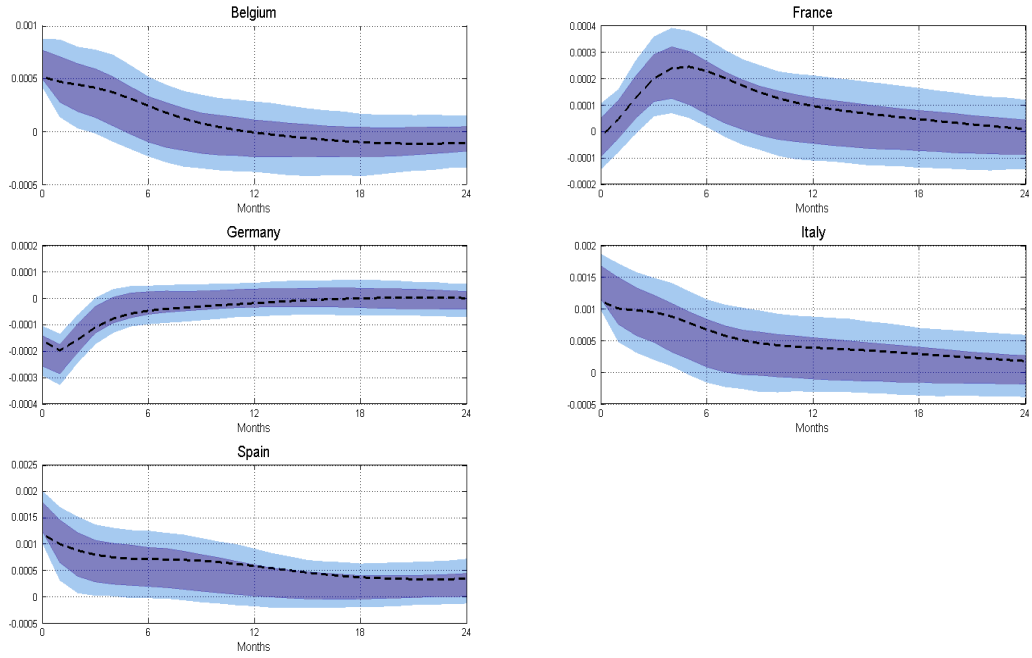 Belgium
0.001
0.0005
0
-0.0005
0 6 12 18 24
Months
France
0.0004
0.0003
0.0002
0.0001
0
-0.0001
-0.0002
0 6 12 18 24
Months
Germany
0.0002
0.0001
0
-0.0001
-0.0002
-0.0003
-0.0004
0 6 12 18 24
Months
Italy
0.002
0.0015
0.001
0.0005
0
-0.0005
0 6 12 18 24
Months
Spain
0.0025
0.002
0.0015
0.001
0.0005
0
-0.0005
0 6 12 18 24
Months